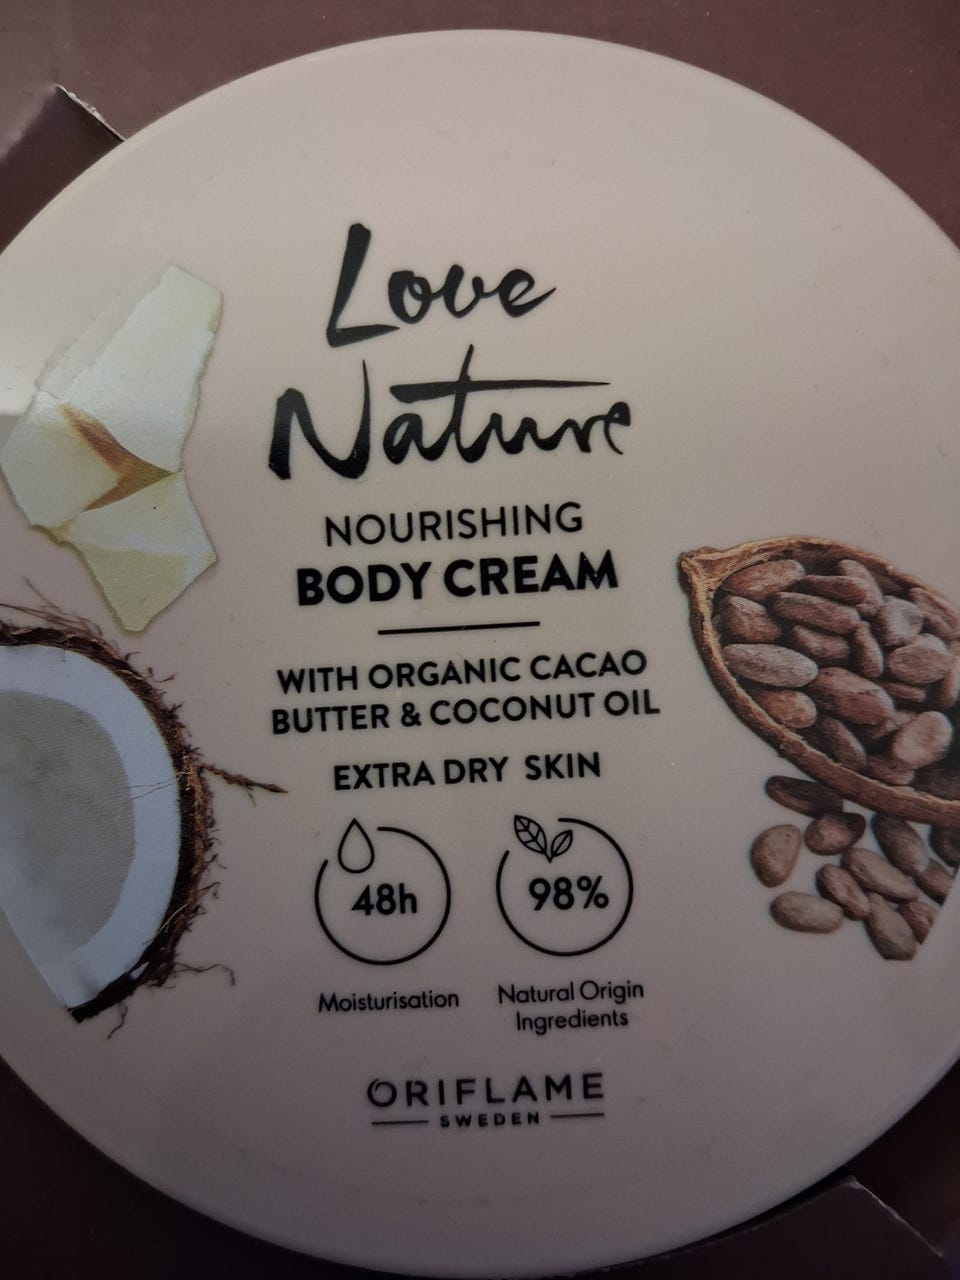 Love
Nature
NOURISHING
BODY CREAM
WITH ORGANIC CACAO
BUTTER & COCONUT OIL
EXTRA DRY SKIN
48h
Moisturisation
98%
Natural Origin
Ingredients
ORIFLAME
SWEDEN